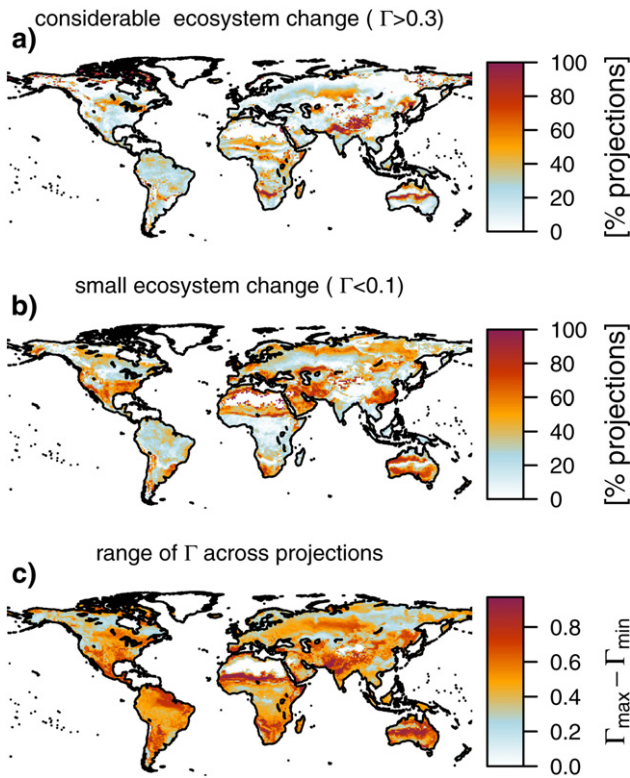 considerable ecosystem change ( Γ>0.3)
a)
100
80
60
40
20
0
[% projections]
small ecosystem change ( Γ<0.1)
b)
100
80
60
40
20
0
[% projections]
range of Γ across projections
c)
0.8
0.6
0.4
0.2
0.0
Γmax − Γmin